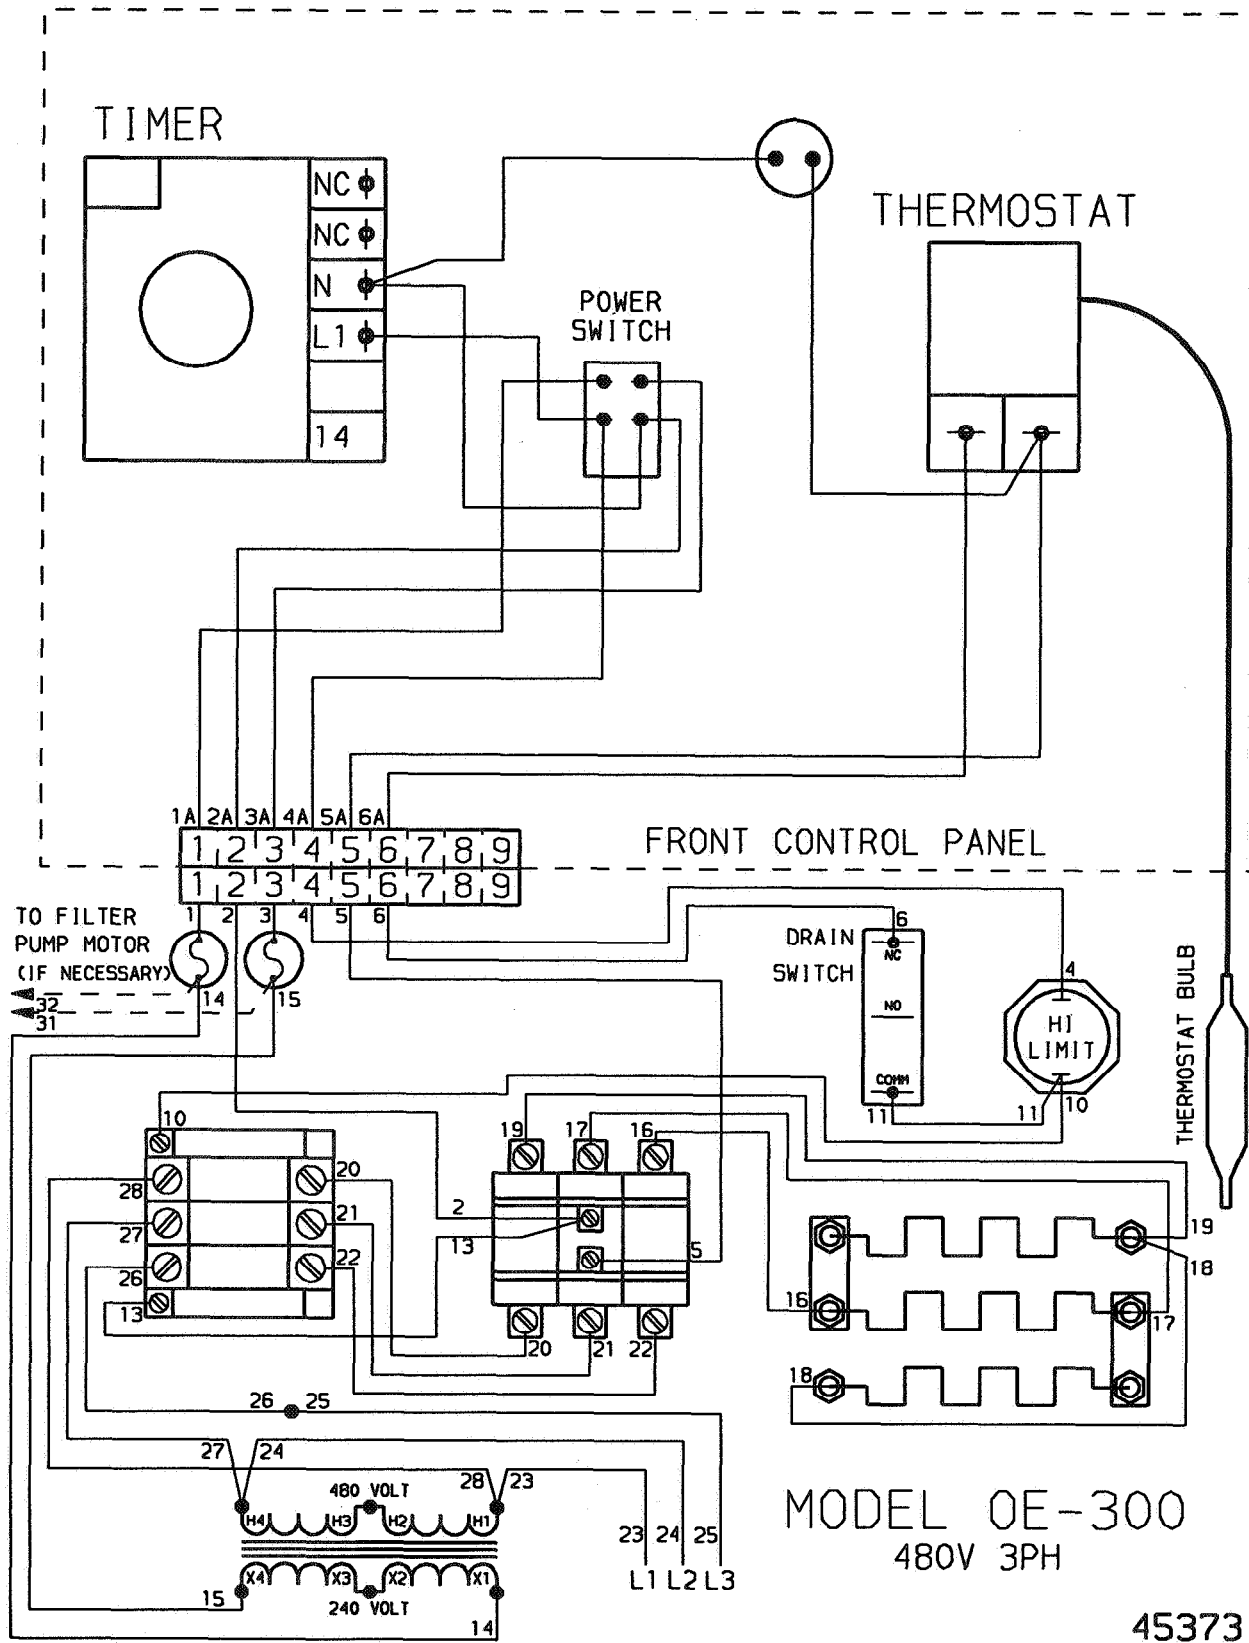 TIMER
NC
NC
N
L1
14
POWER
SWITCH
THERMOSTAT
1A 2A 3A 4A 5A 6A
1 2 3 4 5 6 7 8 9
1 2 3 4 5 6 7 8 9
FRONT CONTROL PANEL
1 2 3 4 5 6
TO FILTER
PUMP MOTOR
(IF NECESSARY)
32
31
14
15
DRAIN
SWITCH
6
NC
NO
COMM
11
4
HI
LIMIT
11
10
THERMOSTAT BULB
10
28
27
26
13
20
21
22
19
17
16
2
13
5
20
21
22
19
18
16
17
18
26 25
27 24
28 23
480 VOLT
H4 H3 H2 H1
X4 X3 X2 X1
240 VOLT
15
14
23 24 25
L1 L2 L3
MODEL OE-300
480V 3PH
45373